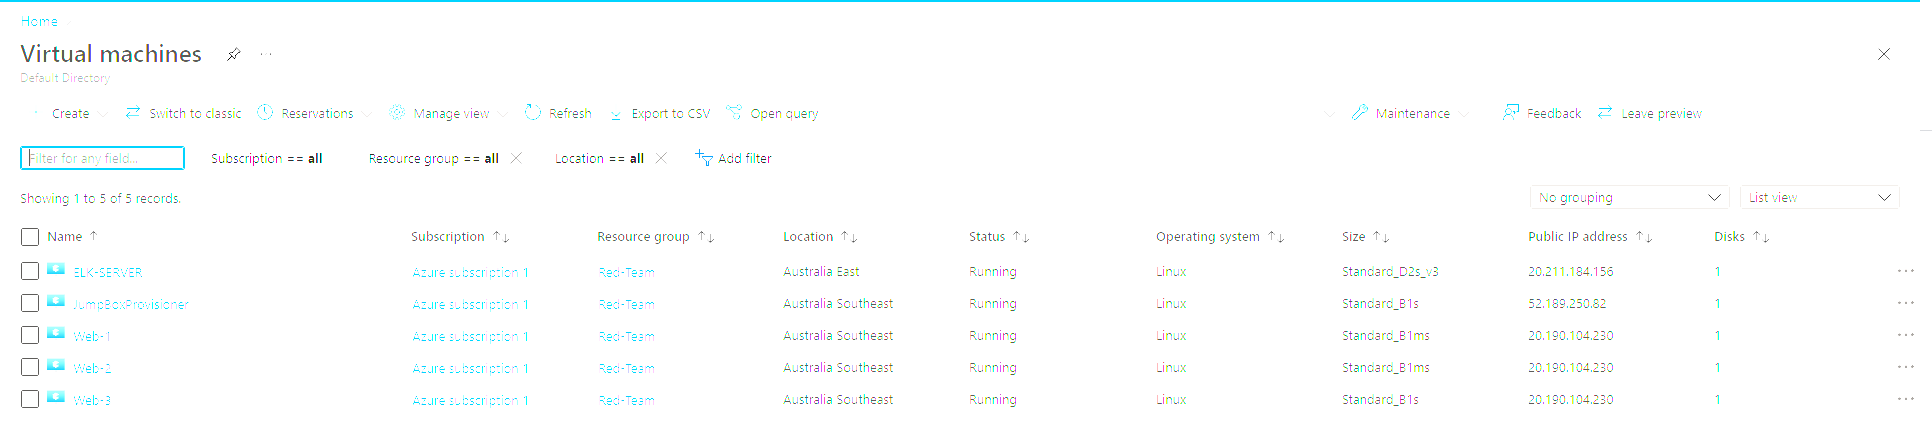 Home
Virtual machines
Default Directory
Create Switch to classic Reservations Manage view Refresh Export to CSV Open query Maintenance Feedback Leave preview
Filter for any field... Subscription == all Resource group == all Location == all Add filter
Showing 1 to 5 of 5 records. No grouping List view
Name Subscription Resource group Location Status Operating system Size Public IP address Disks
ELK-SERVER Azure subscription 1 Red-Team Australia East Running Linux Standard_D2s_v3 20.211.184.156 1
JumpBoxProvisioner Azure subscription 1 Red-Team Australia Southeast Running Linux Standard_B1s 52.189.250.82 1
Web-1 Azure subscription 1 Red-Team Australia Southeast Running Linux Standard_B1ms 20.190.104.230 1
Web-2 Azure subscription 1 Red-Team Australia Southeast Running Linux Standard_B1ms 20.190.104.230 1
Web-3 Azure subscription 1 Red-Team Australia Southeast Running Linux Standard_B1s 20.190.104.230 1